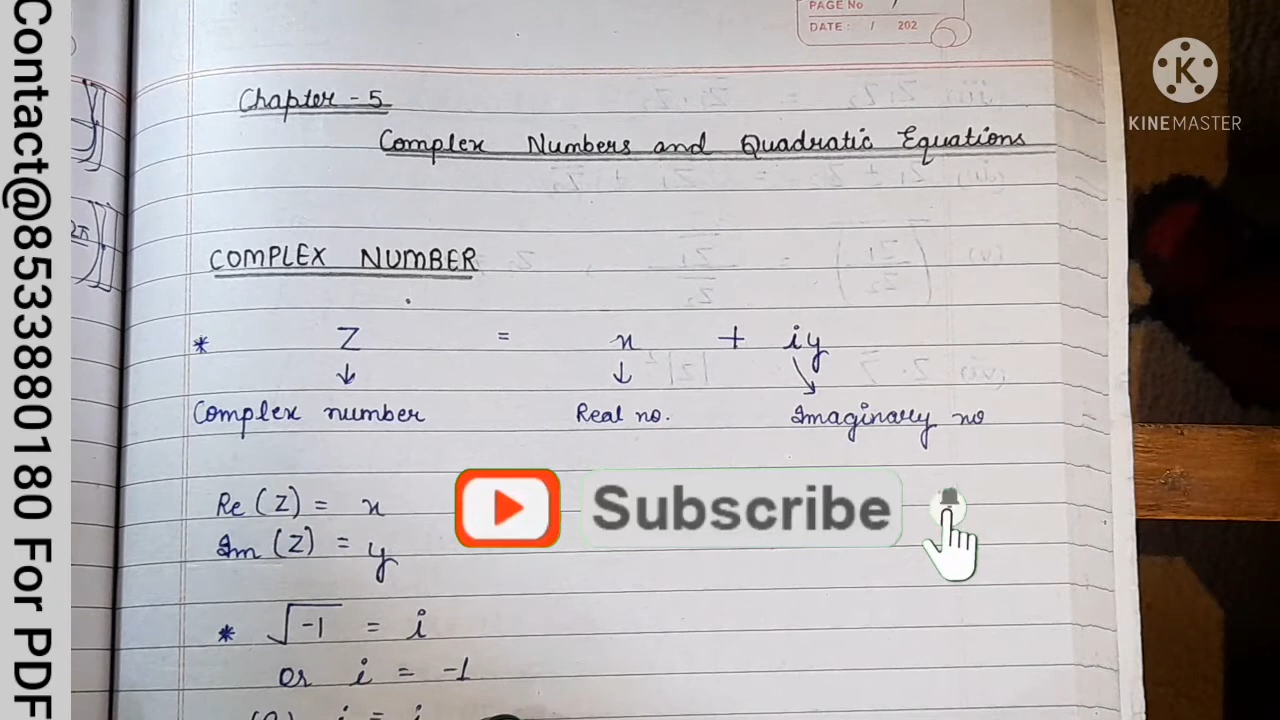 PAGE No /
DATE: / 202
KINEMASTER
Contact@8533880180 For PDF
Chapter - 5
Complex Numbers and Quadratic Equations
COMPLEX NUMBER
* Z = x + iy
↓ ↓ ↘
Complex number Real no. Imaginary no
Re (Z) = x
Im (Z) = y
Subscribe
* √-1 = i
or i = -1